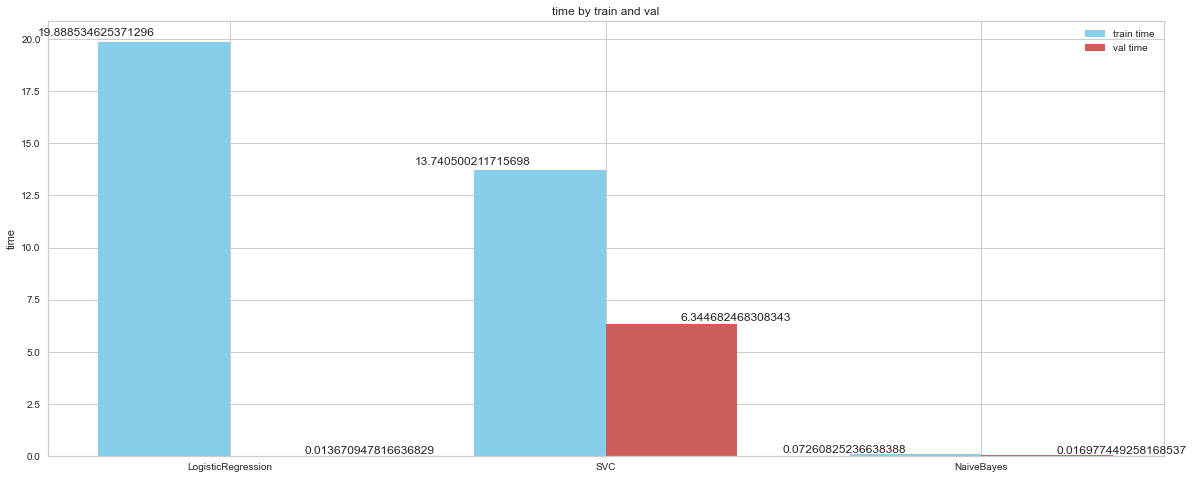 time by train and val
19.888534625371296
train time
val time
20.0
17.5
15.0
13.740500211715698
12.5
10.0
time
7.5
6.344682468308343
5.0
2.5
0.013670947816636829
0.07260825236638388
0.016977449258168537
0.0
LogisticRegression
SVC
NaiveBayes